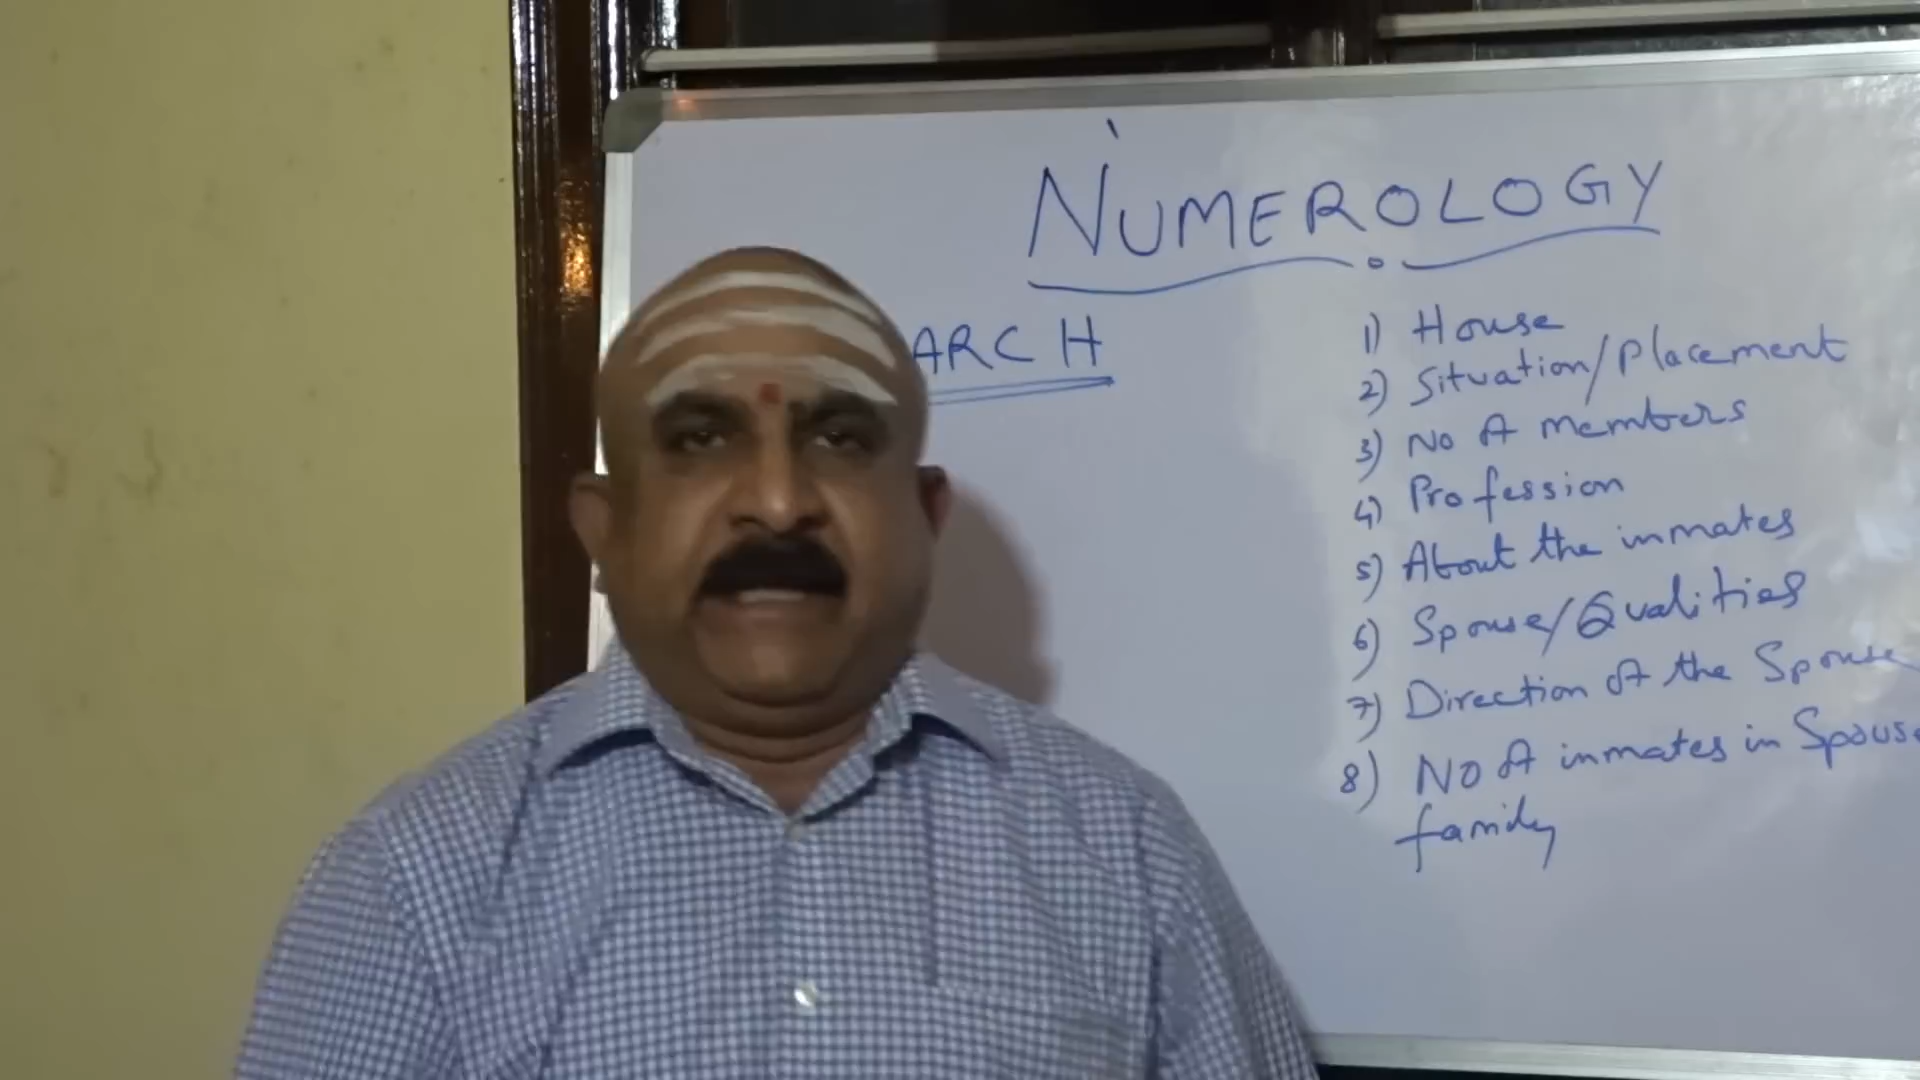 NUMEROLOGY
ARCH
1) House
2) Situation/Placement
3) No of members
4) Profession
5) About the inmates
6) Spouse/Qualities
7) Direction of the Spouse
8) No of inmates in Spouse
family